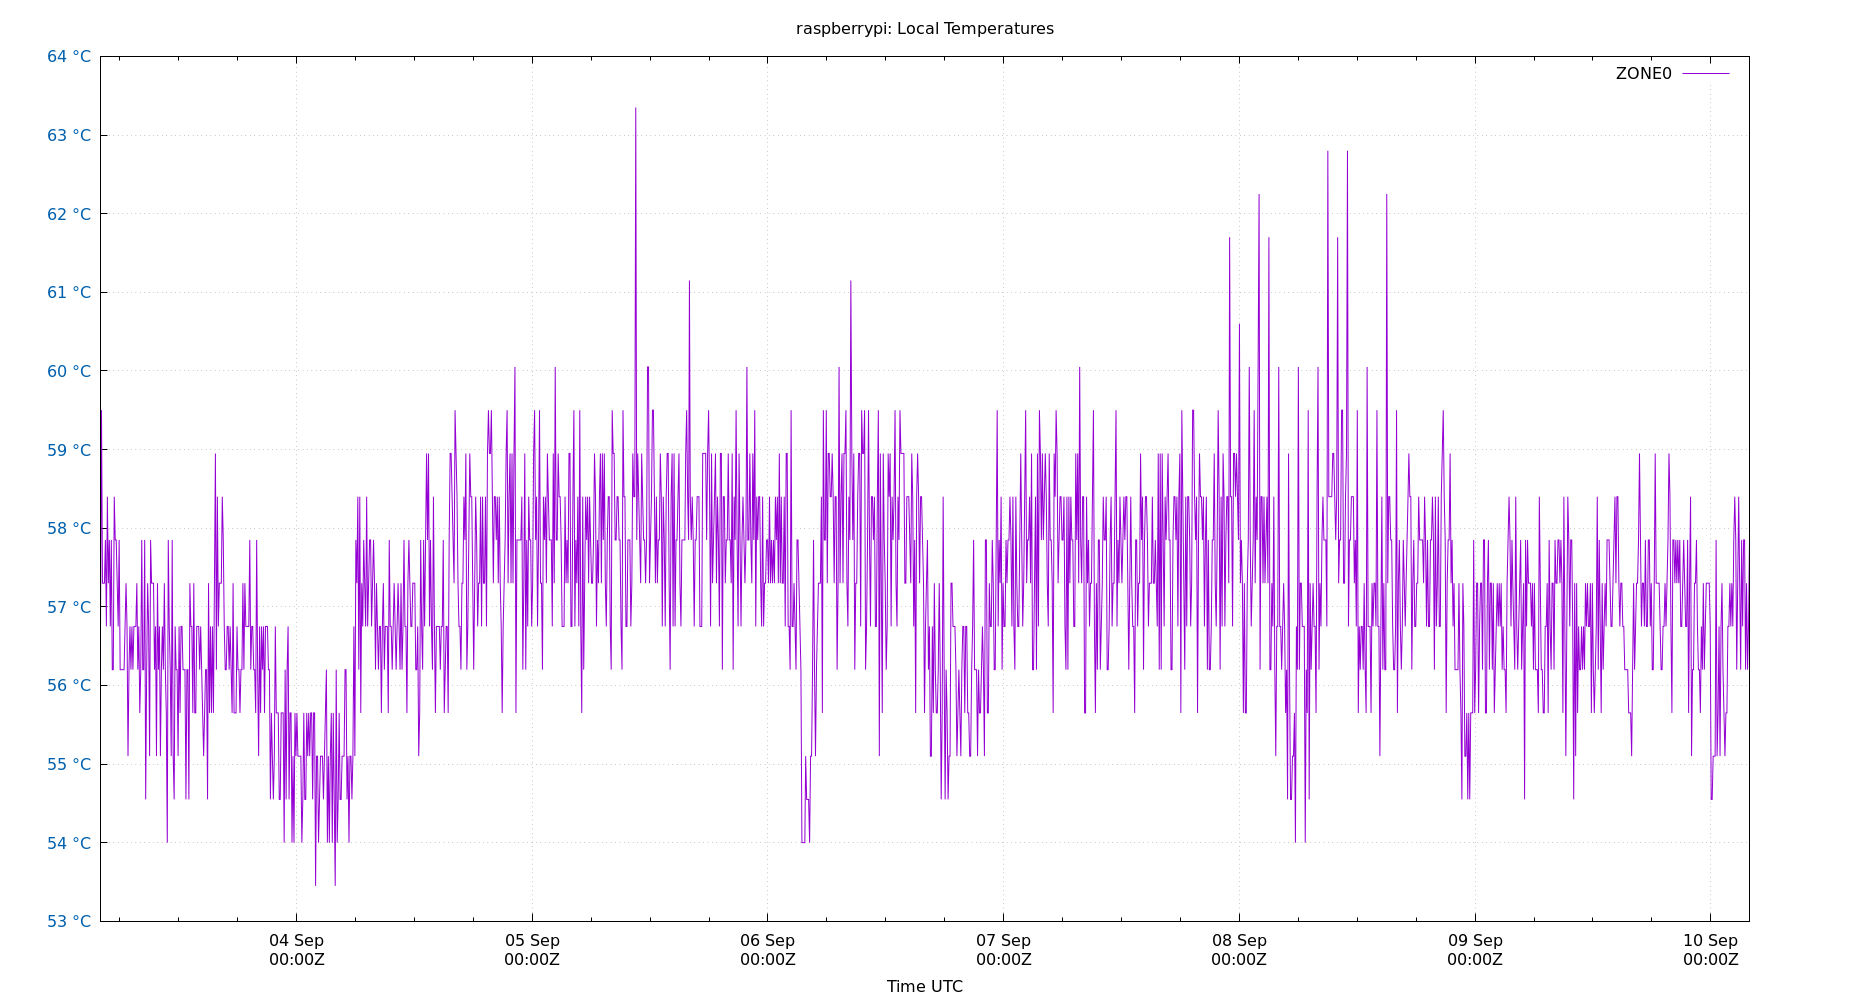 raspberrypi: Local Temperatures
64 °C
ZONE0
63 °C
62 °C
61 °C
60 °C
59 °C
58 °C
57 °C
56 °C
55 °C
54 °C
53 °C
04 Sep 05 Sep 06 Sep 07 Sep 08 Sep 09 Sep 10 Sep
00:00Z 00:00Z 00:00Z 00:00Z 00:00Z 00:00Z 00:00Z
Time UTC